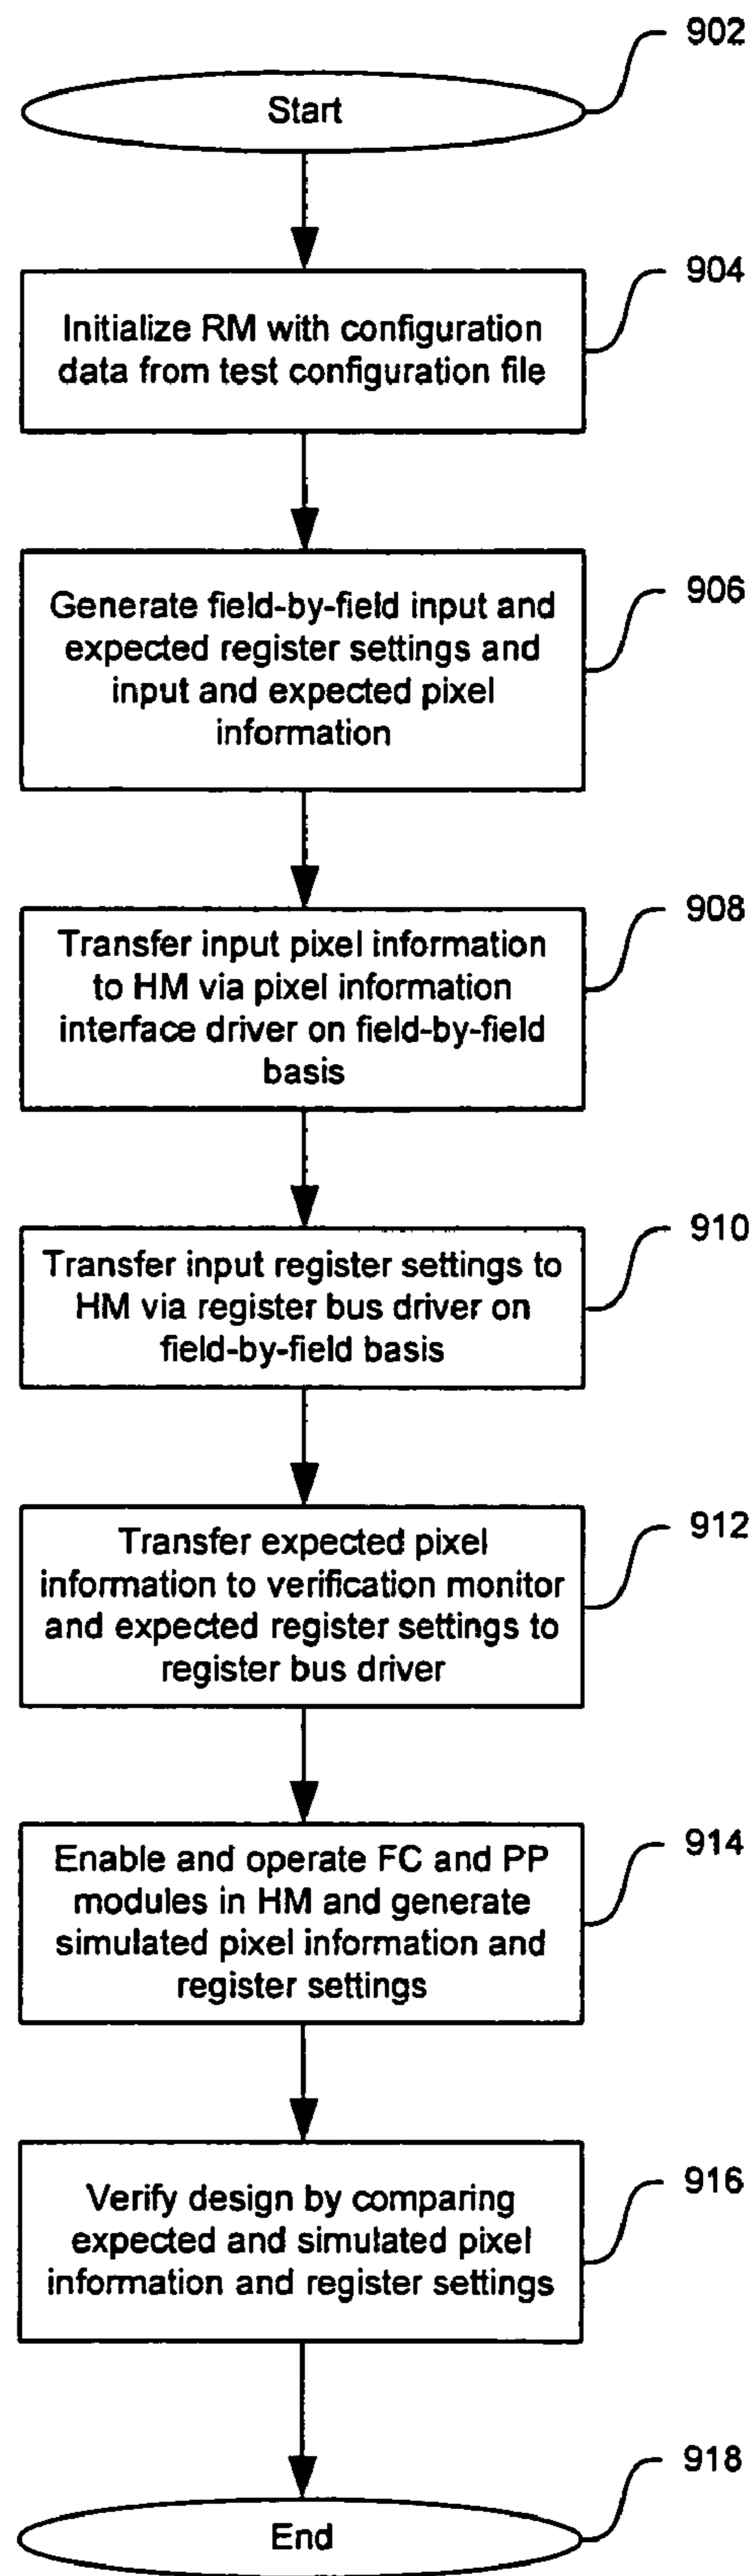 902
Start
904
Initialize RM with configuration
data from test configuration file
906
Generate field-by-field input and
expected register settings and
input and expected pixel
information
908
Transfer input pixel information
to HM via pixel information
interface driver on field-by-field
basis
910
Transfer input register settings to
HM via register bus driver on
field-by-field basis
912
Transfer expected pixel
information to verification monitor
and expected register settings to
register bus driver
914
Enable and operate FC and PP
modules in HM and generate
simulated pixel information and
register settings
916
Verify design by comparing
expected and simulated pixel
information and register settings
918
End